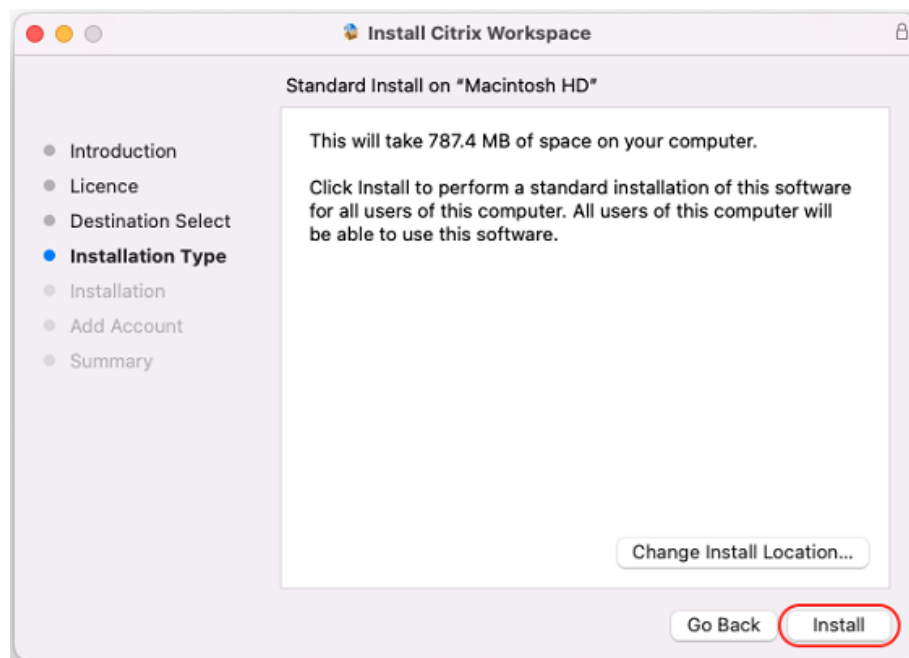 Install Citrix Workspace
Standard Install on “Macintosh HD”
Introduction
Licence
Destination Select
Installation Type
Installation
Add Account
Summary
This will take 787.4 MB of space on your computer.
Click Install to perform a standard installation of this software
for all users of this computer. All users of this computer will
be able to use this software.
Change Install Location...
Go Back
Install